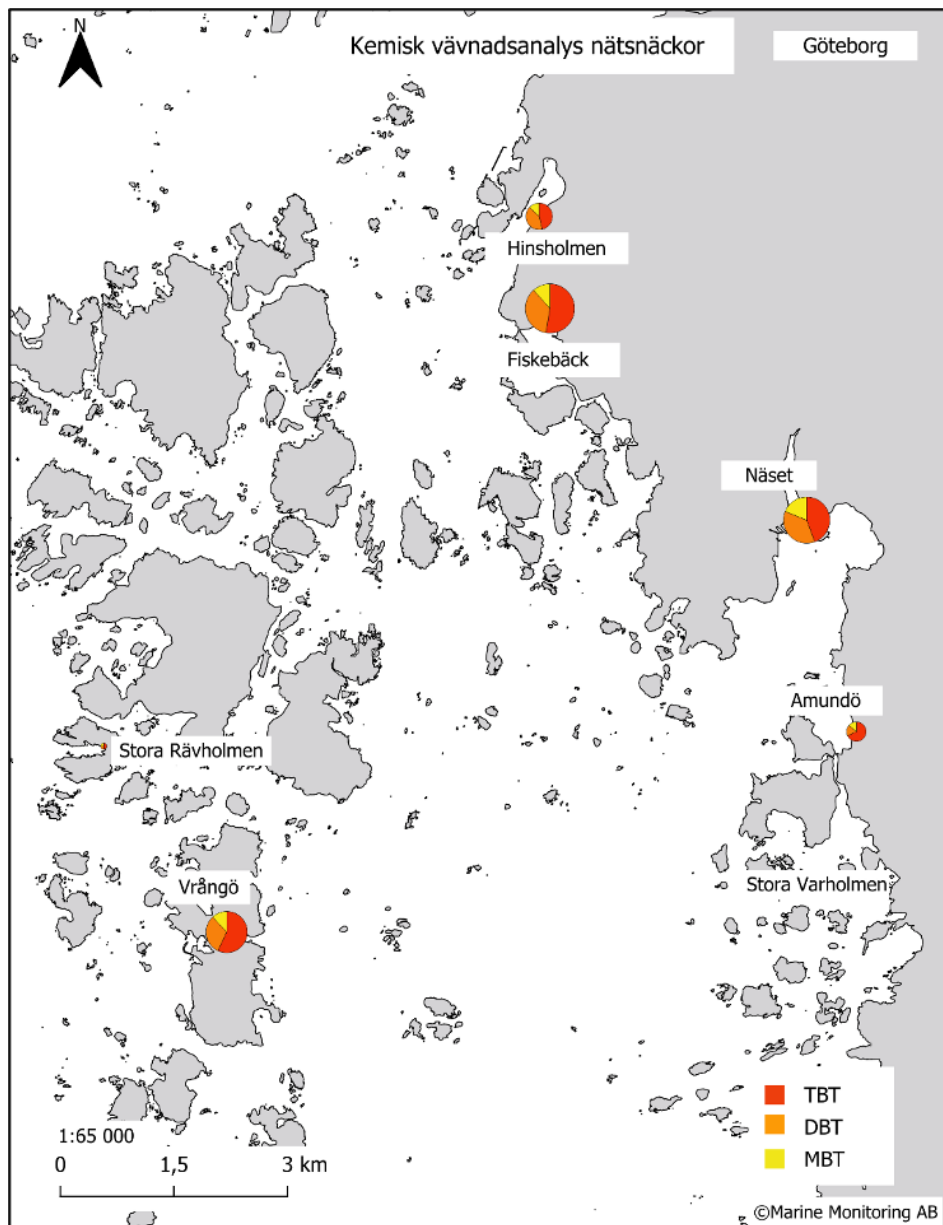 N
Kemisk vävnadsanalys nätsnäckor
Göteborg
Hinsholmen
Fiskebäck
Näset
Amundö
Stora Rävholmen
Vrångö
Stora Varholmen
TBT
DBT
MBT
1:65 000
0 1,5 3 km
©Marine Monitoring AB